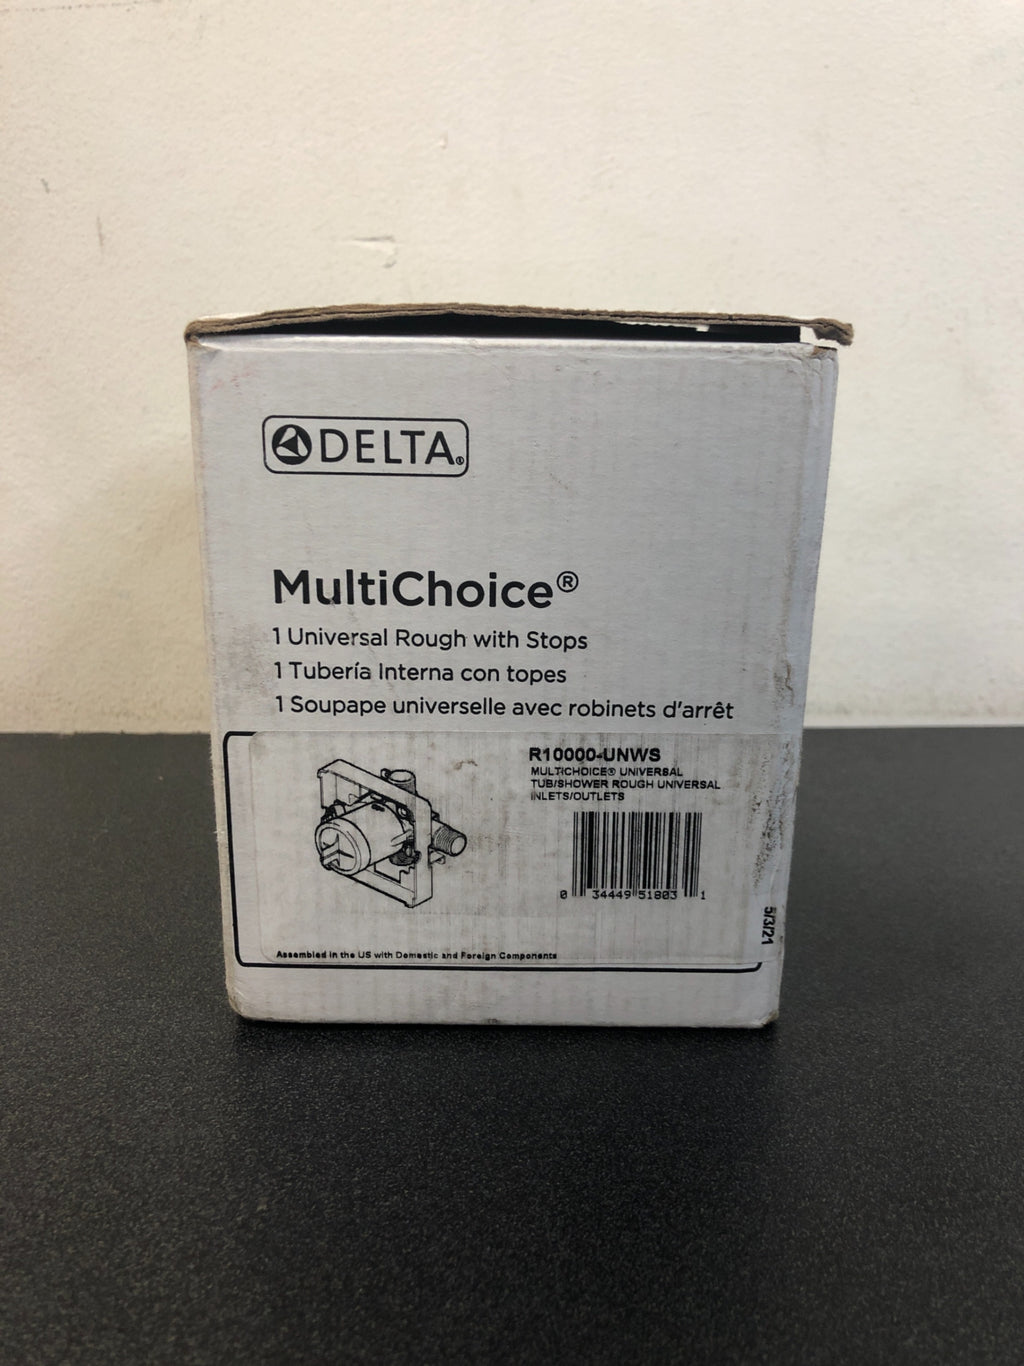 DELTA®
MultiChoice®
1 Universal Rough with Stops
1 Tubería Interna con topes
1 Soupape universelle avec robinets d'arrêt
R10000-UNWS
MULTICHOICE® UNIVERSAL
TUB/SHOWER ROUGH UNIVERSAL
INLETS/OUTLETS
0 34449 51803 1
5/3/21
Assembled in the US with Domestic and Foreign Components